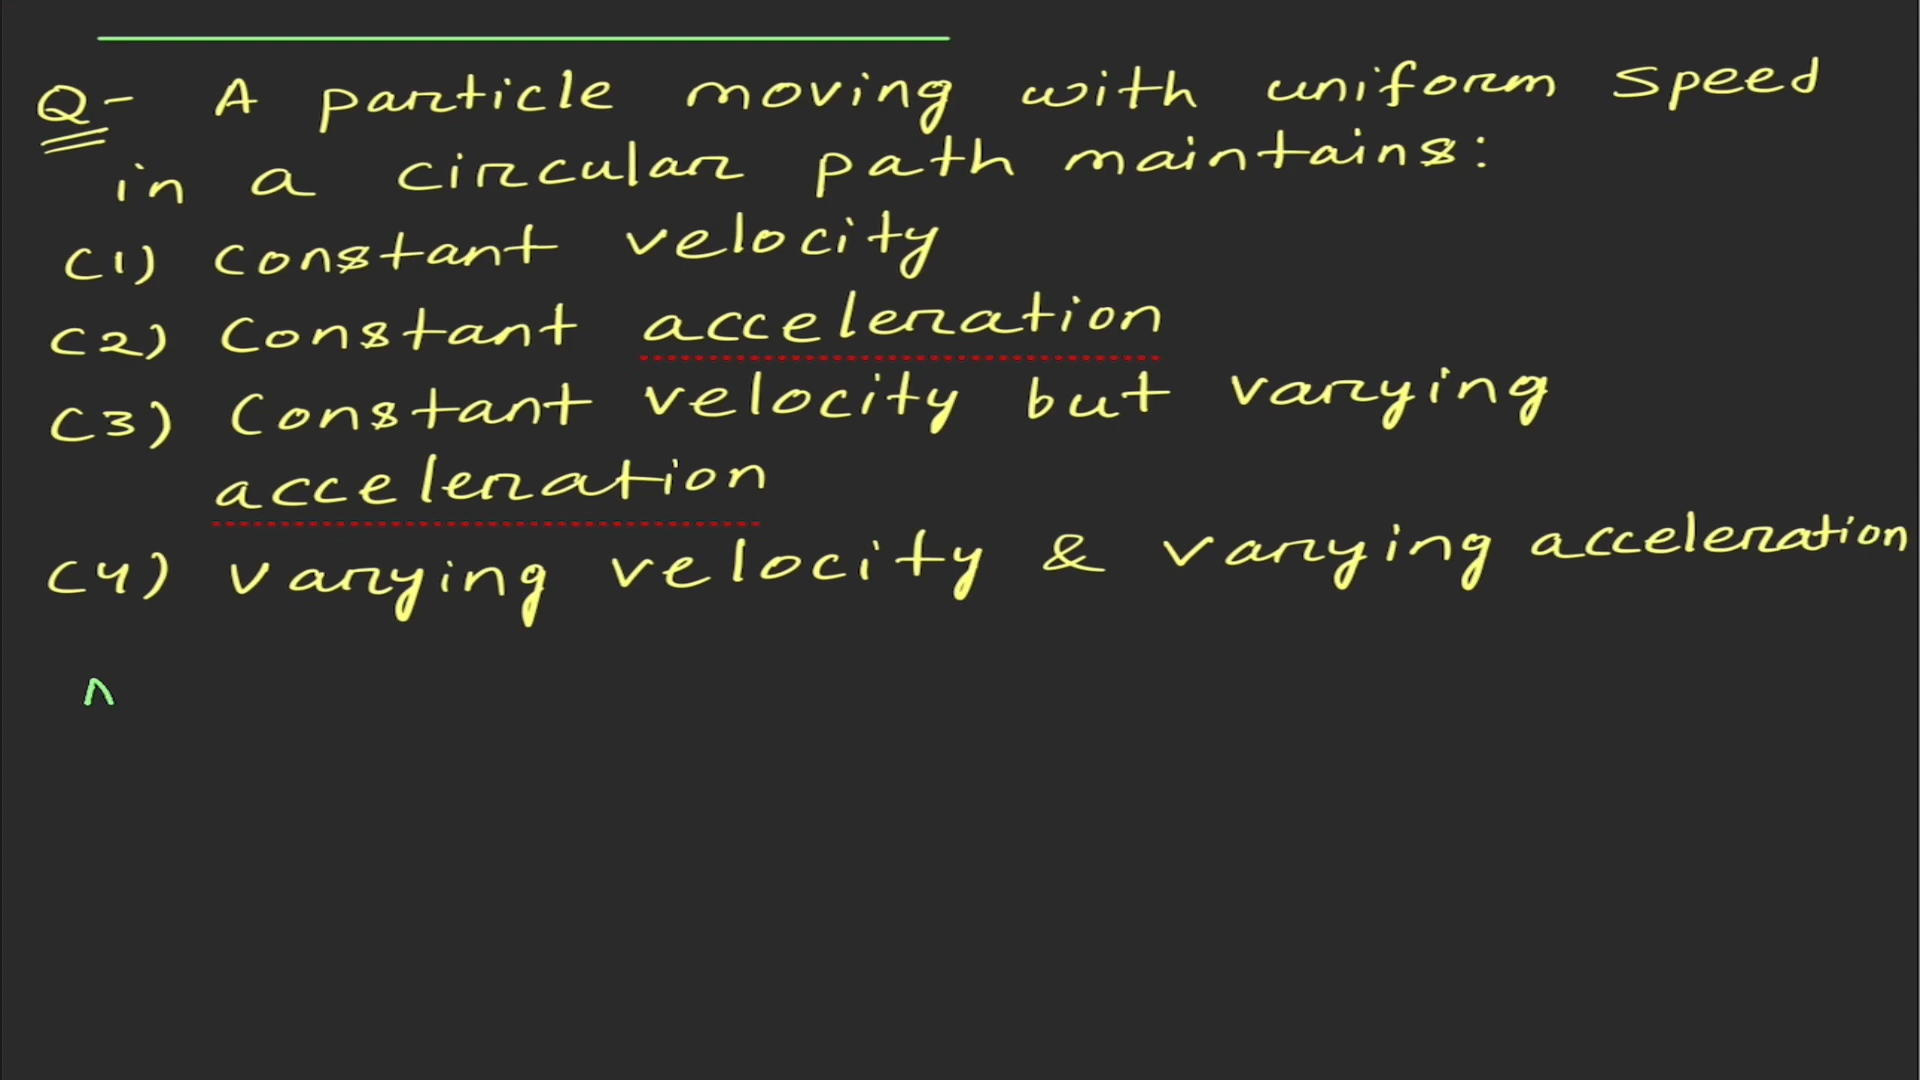 Q- A particle moving with uniform speed
in a circular path maintains:
(1) constant velocity
(2) Constant acceleration
(3) Constant velocity but varying
acceleration
(4) varying velocity & varying acceleration